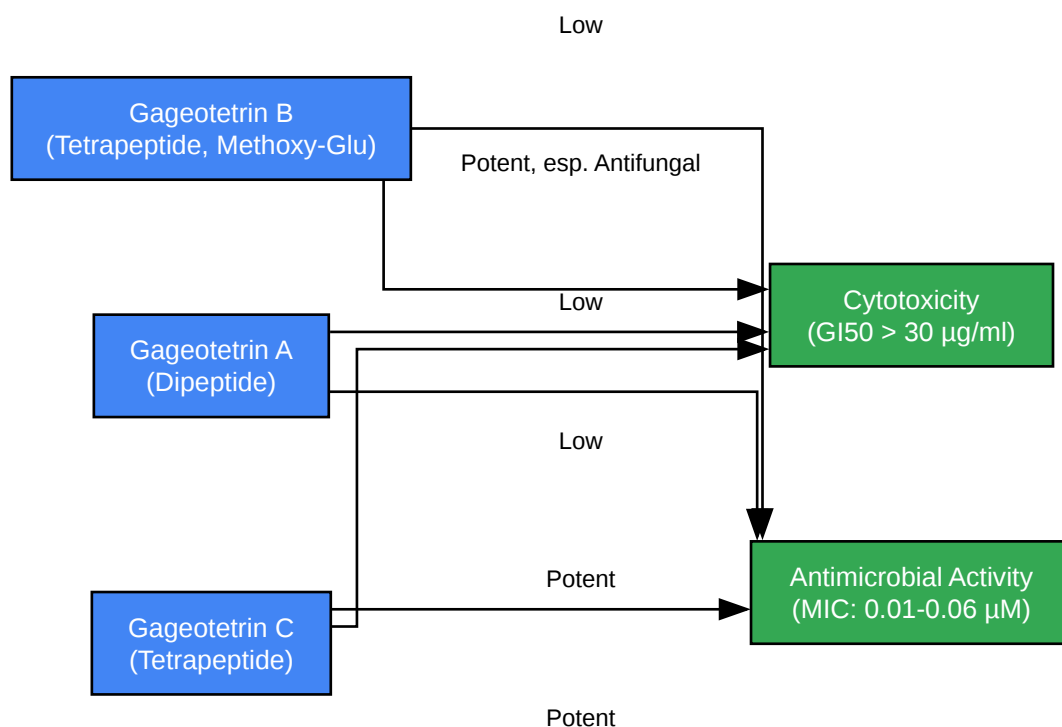 Low
Gageotetrin B
(Tetrapeptide, Methoxy-Glu)
Potent, esp. Antifungal
Cytotoxicity
(GI50 > 30 µg/ml)
Low
Gageotetrin A
(Dipeptide)
Low
Antimicrobial Activity
(MIC: 0.01-0.06 µM)
Potent
Gageotetrin C
(Tetrapeptide)
Potent